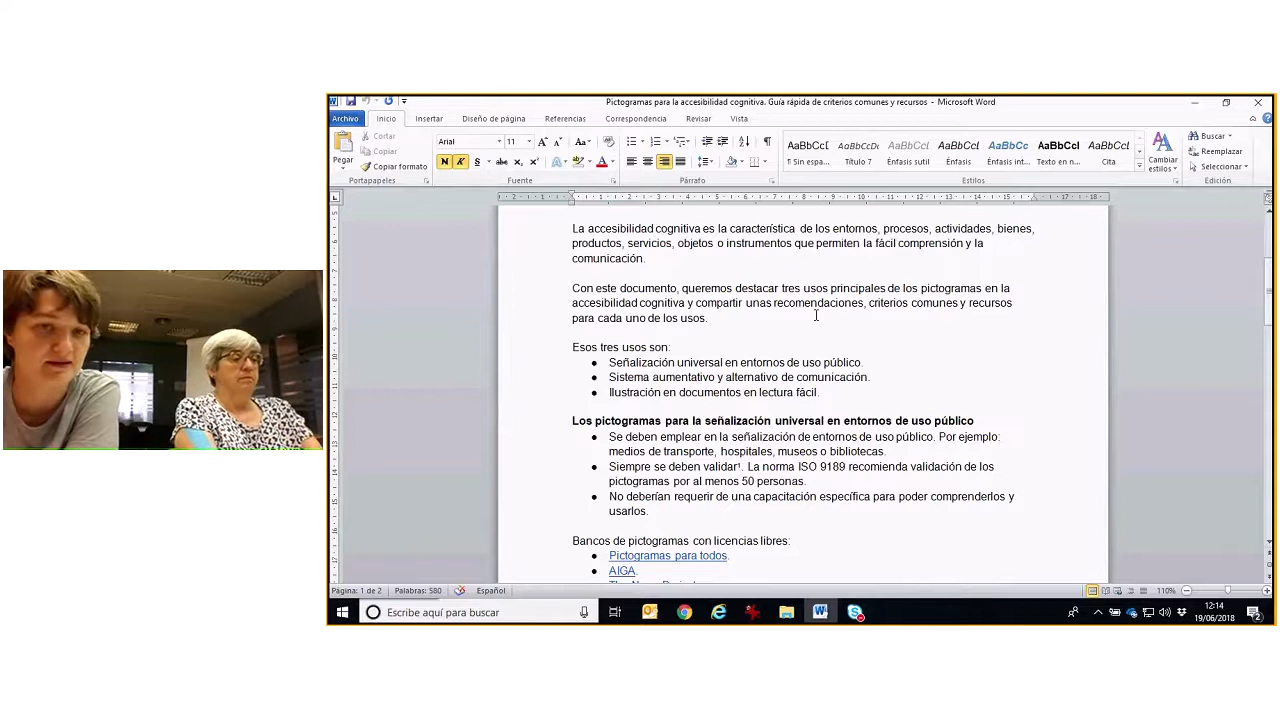 Pictogramas para la accesibilidad cognitiva. Guía rápida de criterios comunes y recursos - Microsoft Word
Archivo Inicio Insertar Diseño de página Referencias Correspondencia Revisar Vista
Cortar
Copiar
Copiar formato
Pegar
Arial 11
AaBbCcI AaBbCcDc AaBbCcI AaBbCcI AaBbCc AaBbCcI AaBbCcI
¶ Sin espa... Título 7 Énfasis sutil Énfasis Énfasis int... Texto en n... Cita
Cambiar estilos
Buscar
Reemplazar
Seleccionar
Portapapeles Fuente Párrafo Estilos Edición
La accesibilidad cognitiva es la característica de los entornos, procesos, actividades, bienes,
productos, servicios, objetos o instrumentos que permiten la fácil comprensión y la
comunicación.
Con este documento, queremos destacar tres usos principales de los pictogramas en la
accesibilidad cognitiva y compartir unas recomendaciones, criterios comunes y recursos
para cada uno de los usos.
Esos tres usos son:
● Señalización universal en entornos de uso público.
● Sistema aumentativo y alternativo de comunicación.
● Ilustración en documentos en lectura fácil.
Los pictogramas para la señalización universal en entornos de uso público
● Se deben emplear en la señalización de entornos de uso público. Por ejemplo:
medios de transporte, hospitales, museos o bibliotecas.
● Siempre se deben validar¹. La norma ISO 9189 recomienda validación de los
pictogramas por al menos 50 personas.
● No deberían requerir de una capacitación específica para poder comprenderlos y
usarlos.
Bancos de pictogramas con licencias libres:
● Pictogramas para todos.
● AIGA.
Página: 1 de 2 Palabras: 580 Español 110%
Escribe aquí para buscar
12:14
19/06/2018